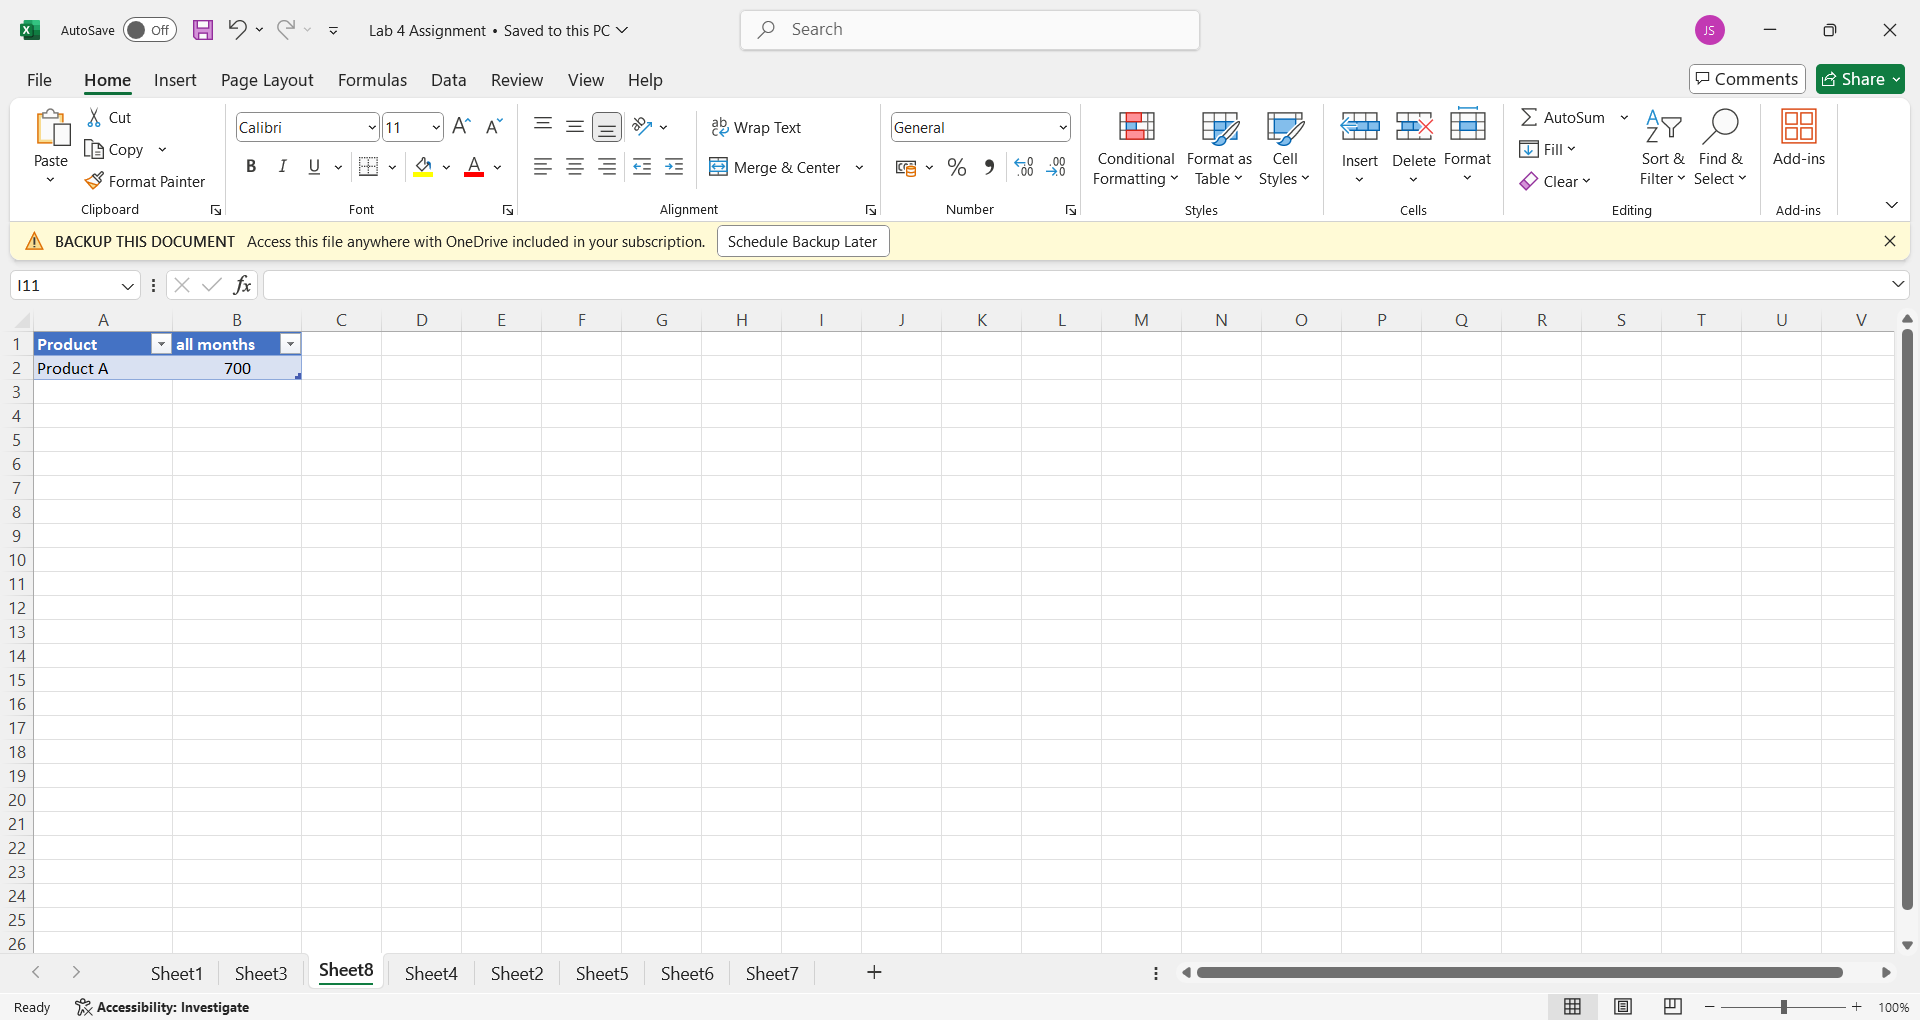 AutoSave Off Lab 4 Assignment • Saved to this PC Search JS
File Home Insert Page Layout Formulas Data Review View Help Comments Share
Paste Cut Copy Format Painter Clipboard
Calibri 11 A A B I U A Font
ab Wrap Text Merge & Center Alignment
General % , .00 .00 Number
Conditional Formatting Format as Table Cell Styles Styles
Insert Delete Format Cells
AutoSum Fill Clear Sort & Filter Find & Select Editing
Add-ins Add-ins
BACKUP THIS DOCUMENT Access this file anywhere with OneDrive included in your subscription. Schedule Backup Later
I11 fx
A B C D E F G H I J K L M N O P Q R S T U V
1 Product all months
2 Product A 700
3
4
5
6
7
8
9
10
11
12
13
14
15
16
17
18
19
20
21
22
23
24
25
26
Sheet1 Sheet3 Sheet8 Sheet4 Sheet2 Sheet5 Sheet6 Sheet7 +
Ready Accessibility: Investigate 100%